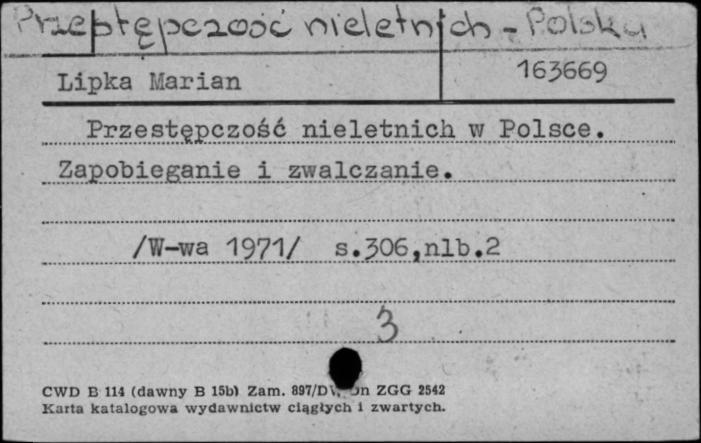 Przestępczość nieletnich - Polska
Lipka Marian
163669
Przestępczość nieletnich w Polsce.
Zapobieganie i zwalczanie.
/W-wa 1971/ s.306,nlb.2
3
CWD B 114 (dawny B 15b) Zam. 897/DW ZGG 2542
Karta katalogowa wydawnictw ciągłych i zwartych.